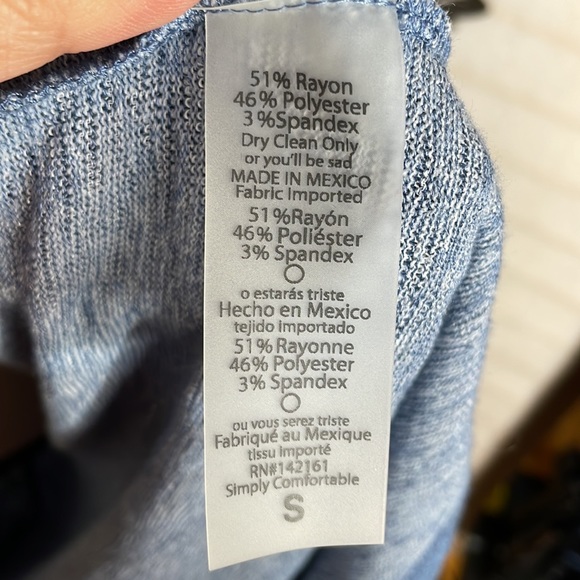 51% Rayon
46% Polyester
3%Spandex
Dry Clean Only
or you'll be sad
MADE IN MEXICO
Fabric Imported
51%Rayón
46% Poliéster
3% Spandex
o estarás triste
Hecho en Mexico
tejido importado
51% Rayonne
46% Polyester
3% Spandex
ou vous serez triste
Fabriqué au Mexique
tissu importé
RN#142161
Simply Comfortable
S